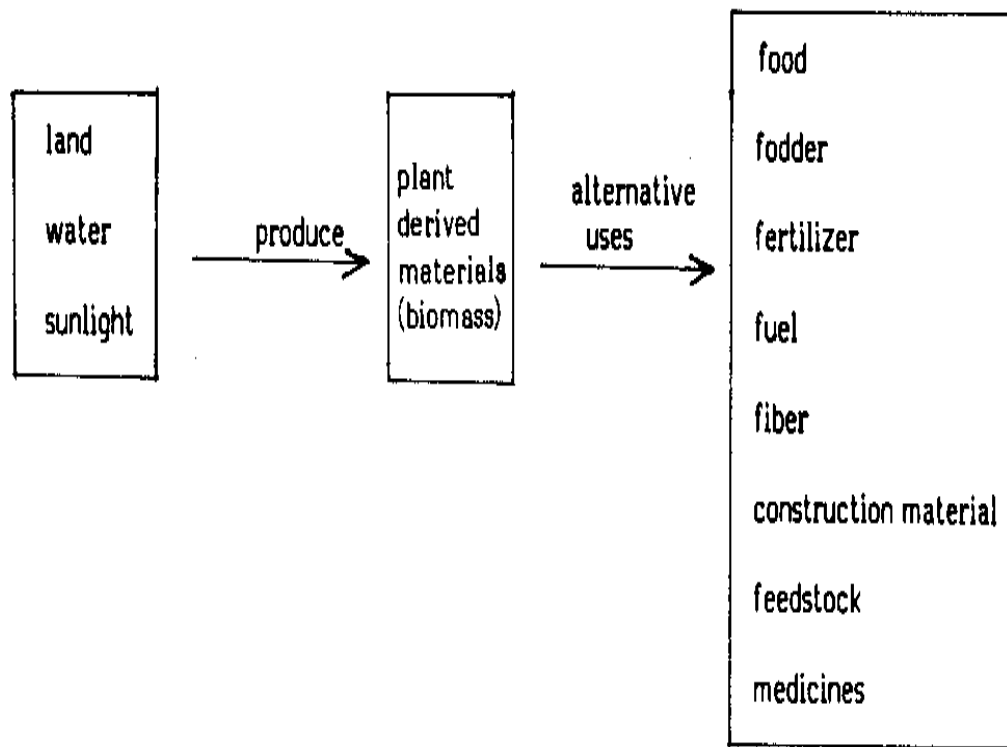 land
water
sunlight
produce
plant
derived
materials
(biomass)
alternative
uses
food
fodder
fertilizer
fuel
fiber
construction material
feedstock
medicines